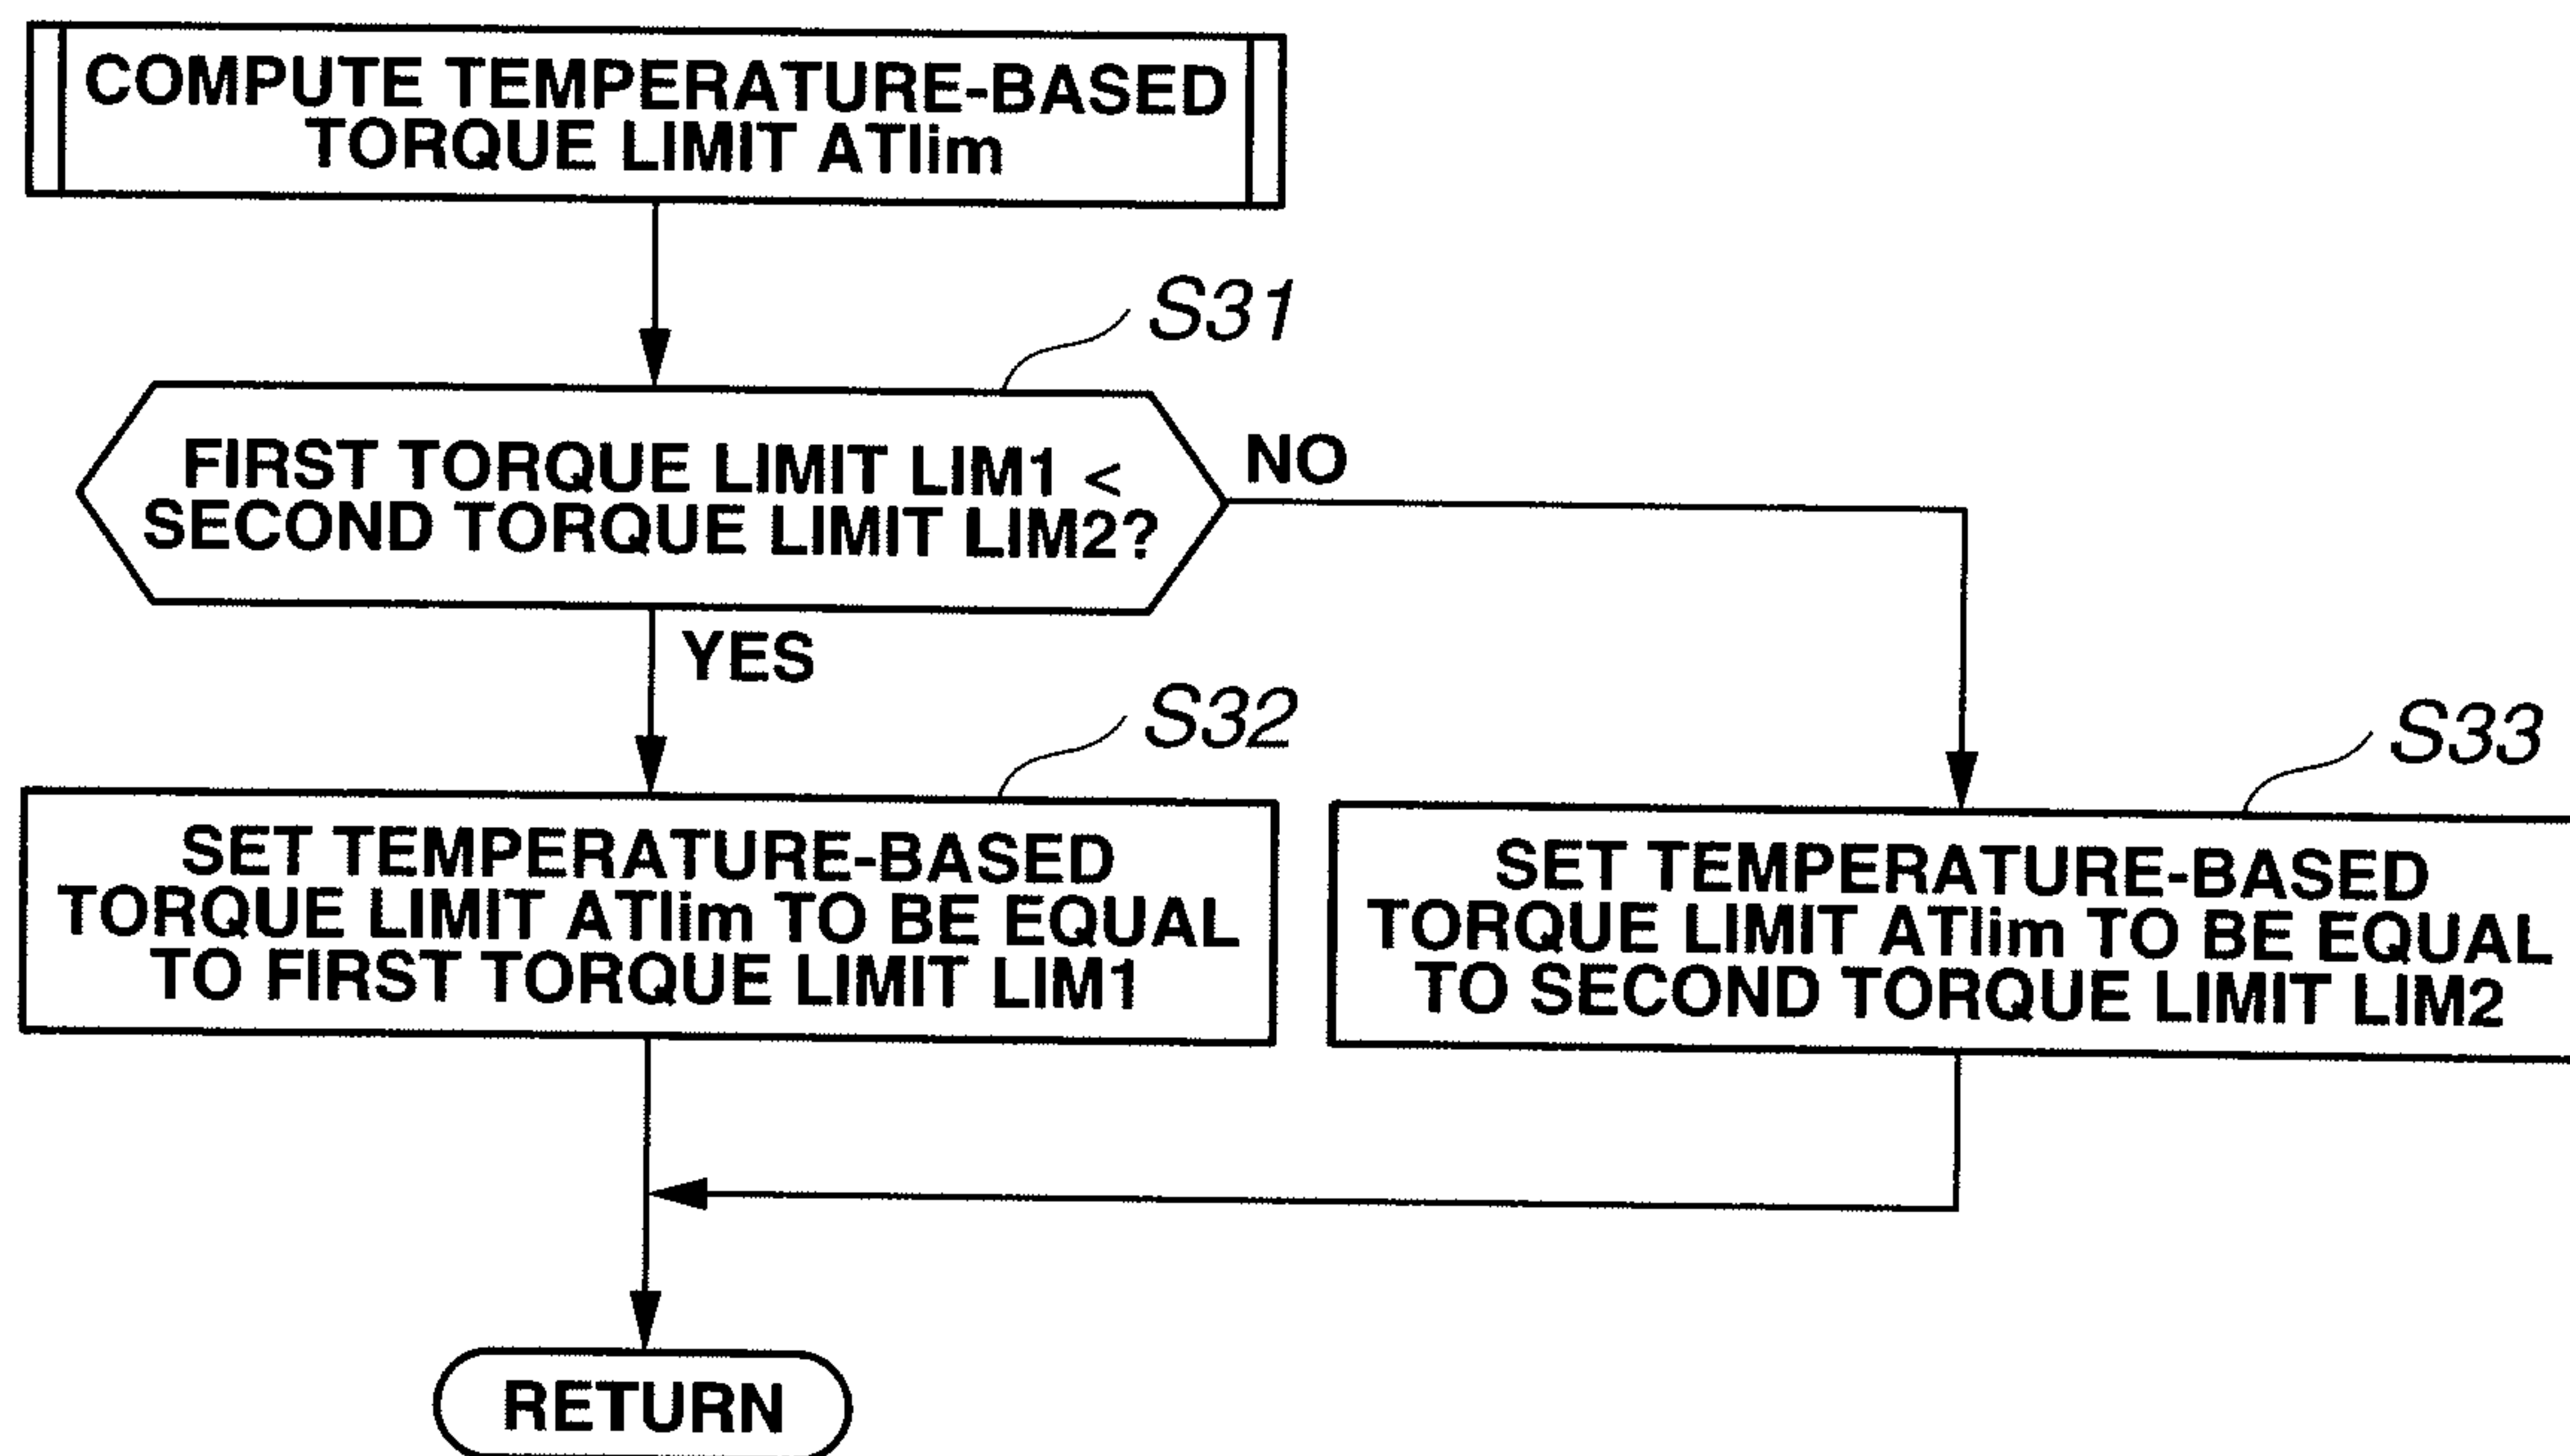 COMPUTE TEMPERATURE-BASED
TORQUE LIMIT ATlim
S31
FIRST TORQUE LIMIT LIM1 <
SECOND TORQUE LIMIT LIM2?
NO
YES
S32
S33
SET TEMPERATURE-BASED
TORQUE LIMIT ATlim TO BE EQUAL
TO FIRST TORQUE LIMIT LIM1
SET TEMPERATURE-BASED
TORQUE LIMIT ATlim TO BE EQUAL
TO SECOND TORQUE LIMIT LIM2
RETURN